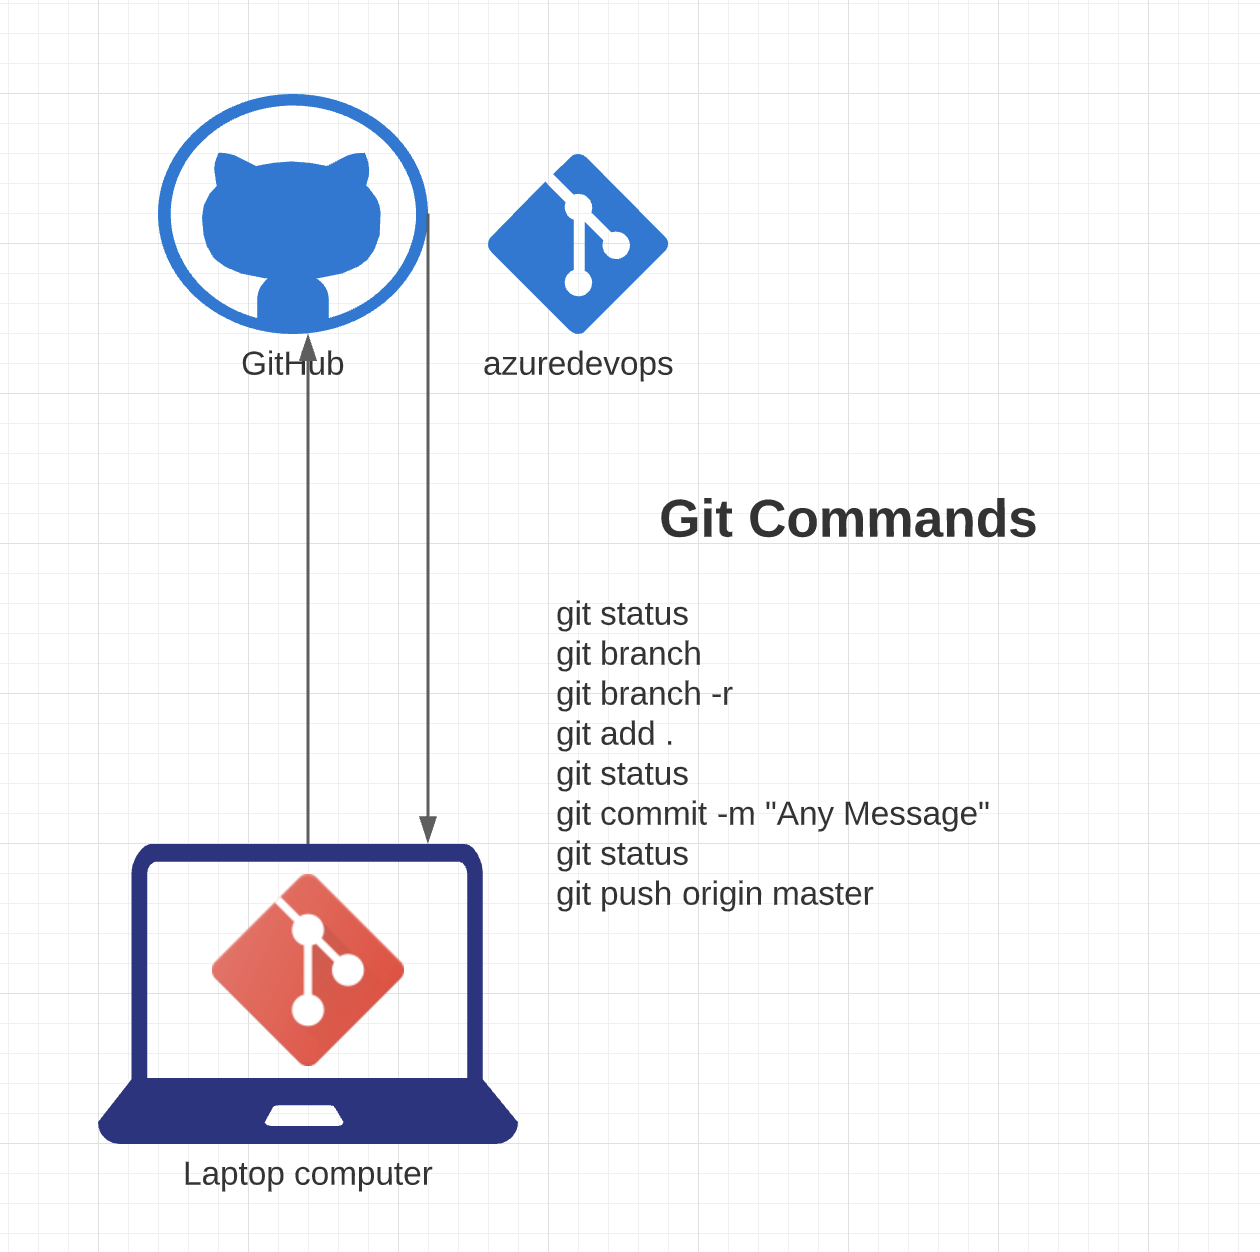 GitHub
azuredevops
Git Commands
git status
git branch
git branch -r
git add .
git status
git commit -m "Any Message"
git status
git push origin master
Laptop computer